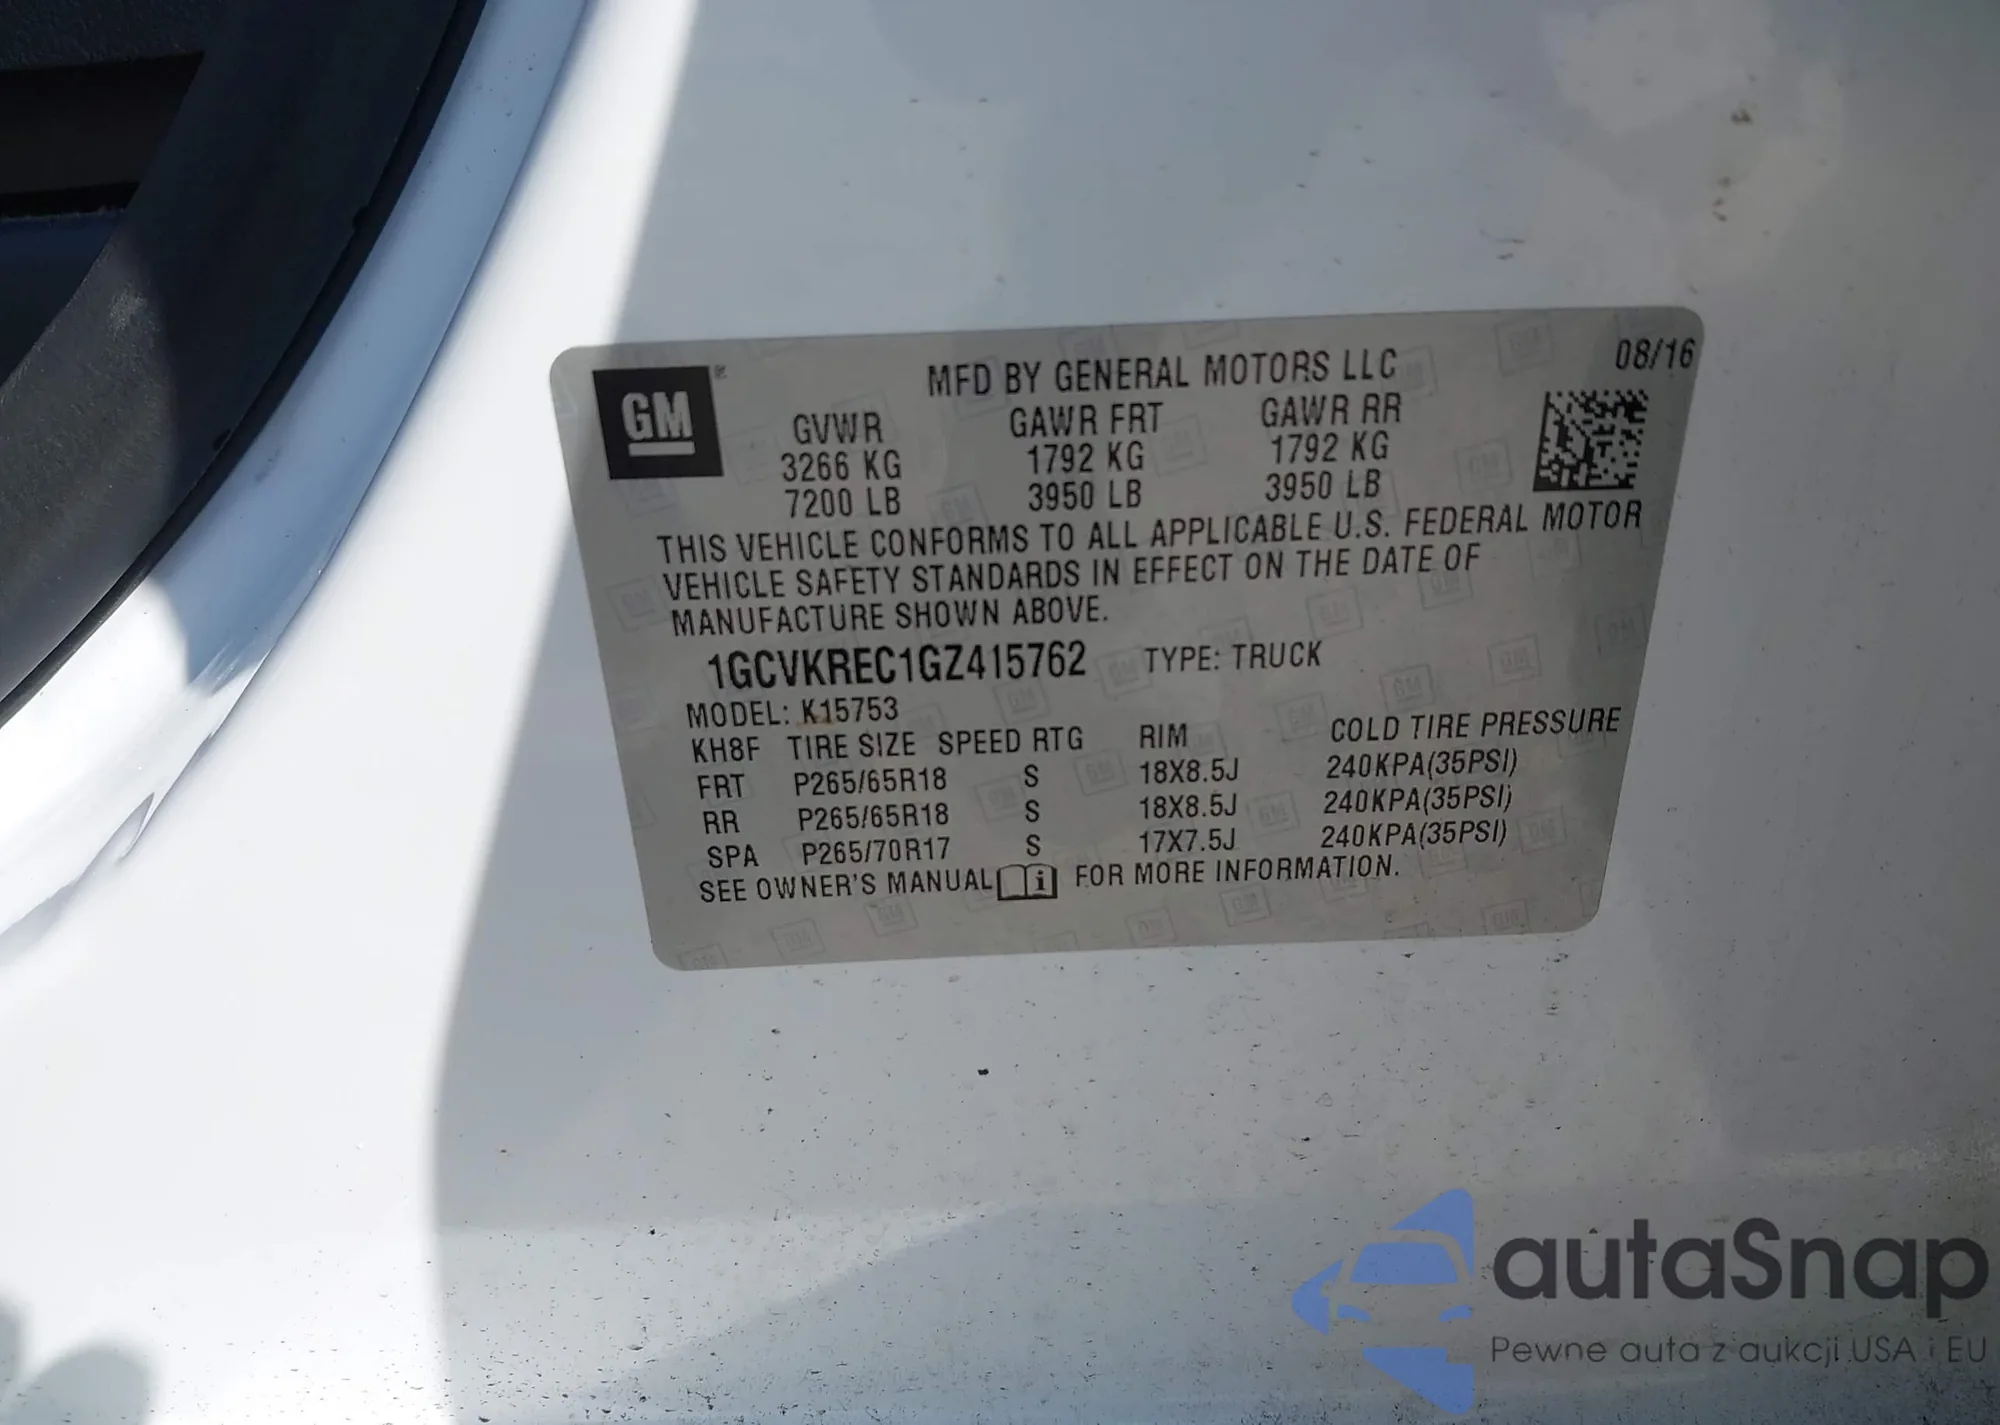 GM
MFD BY GENERAL MOTORS LLC 08/16
GVWR GAWR FRT GAWR RR
3266 KG 1792 KG 1792 KG
7200 LB 3950 LB 3950 LB
THIS VEHICLE CONFORMS TO ALL APPLICABLE U.S. FEDERAL MOTOR
VEHICLE SAFETY STANDARDS IN EFFECT ON THE DATE OF
MANUFACTURE SHOWN ABOVE.
1GCVKREC1GZ415762 TYPE: TRUCK
MODEL: K15753
KH8F TIRE SIZE SPEED RTG RIM COLD TIRE PRESSURE
FRT P265/65R18 S 18X8.5J 240KPA(35PSI)
RR P265/65R18 S 18X8.5J 240KPA(35PSI)
SPA P265/70R17 S 17X7.5J 240KPA(35PSI)
SEE OWNER'S MANUAL i FOR MORE INFORMATION.
autaSnap
Pewne auta z aukcji USA i EU